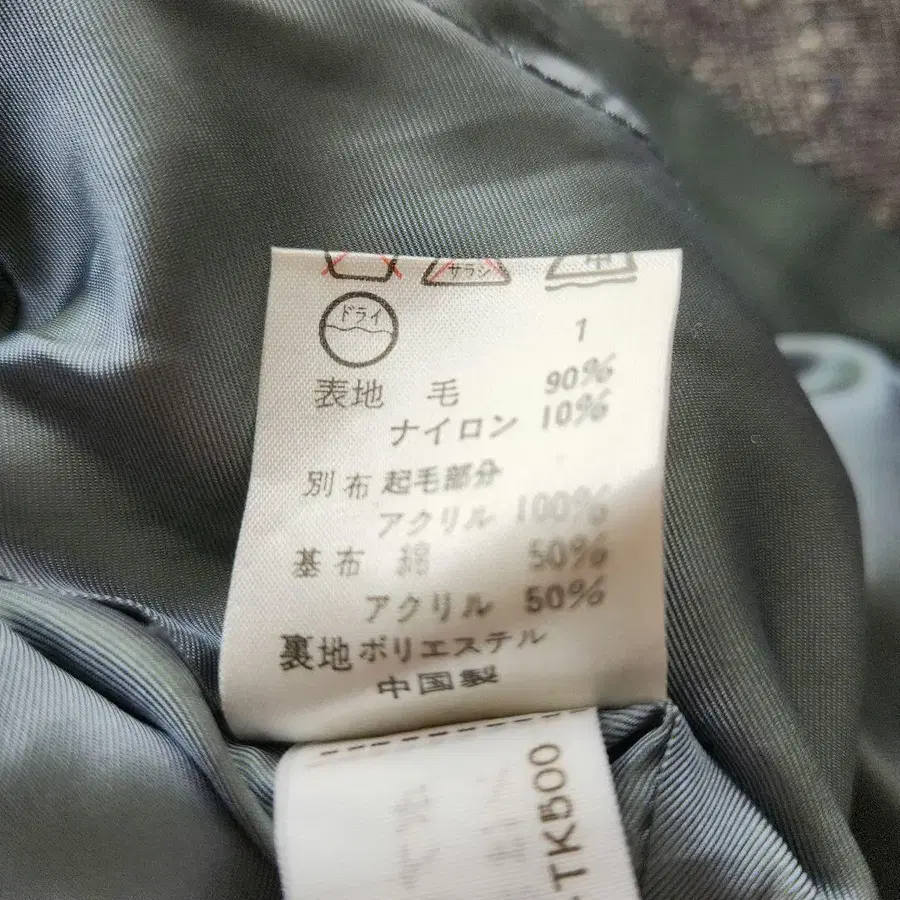 サラシ 中
ドライ 1
表地 毛 90%
ナイロン 10%
別布 起毛部分
アクリル 100%
基布 綿 50%
アクリル 50%
裏地 ポリエステル
中国製
TK500